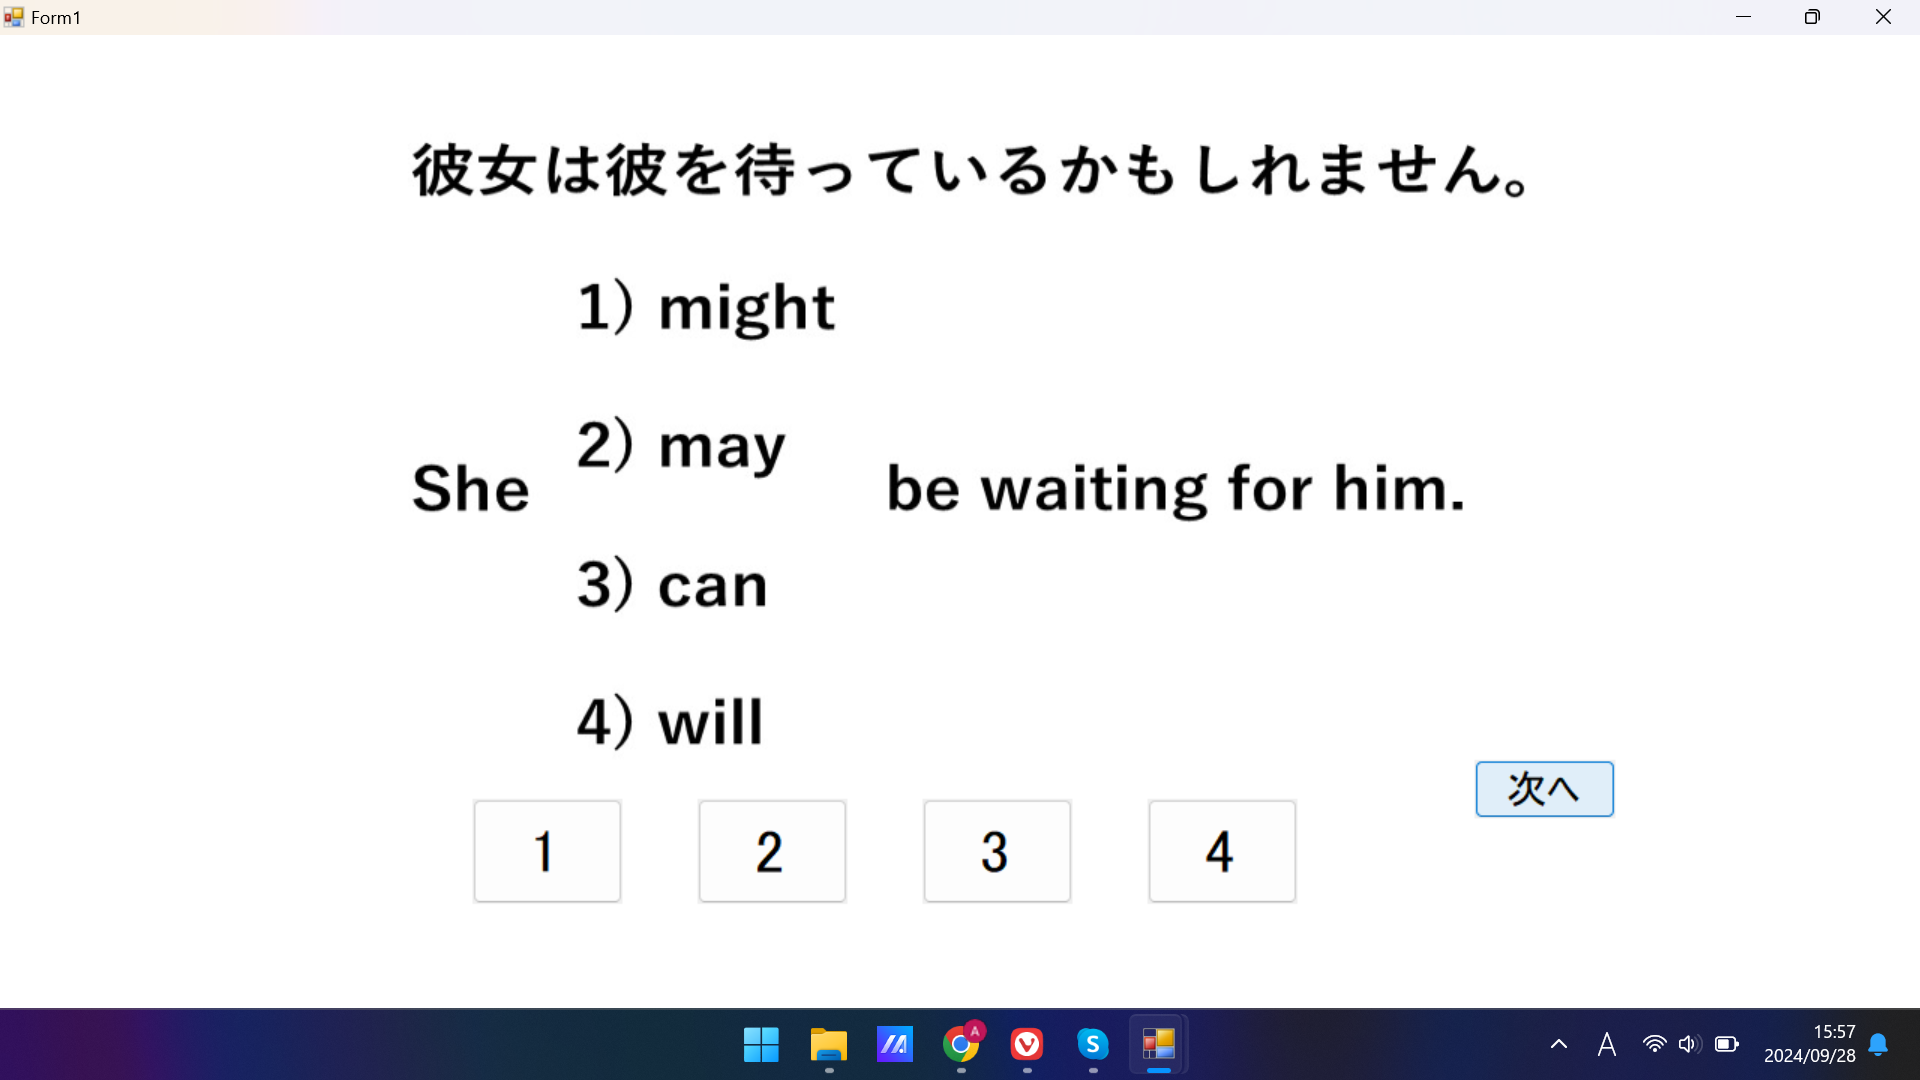 Form1
彼女は彼を待っているかもしれません。
1) might
2) may
She be waiting for him.
3) can
4) will
次へ
1 2 3 4
A
S
A
15:57
2024/09/28